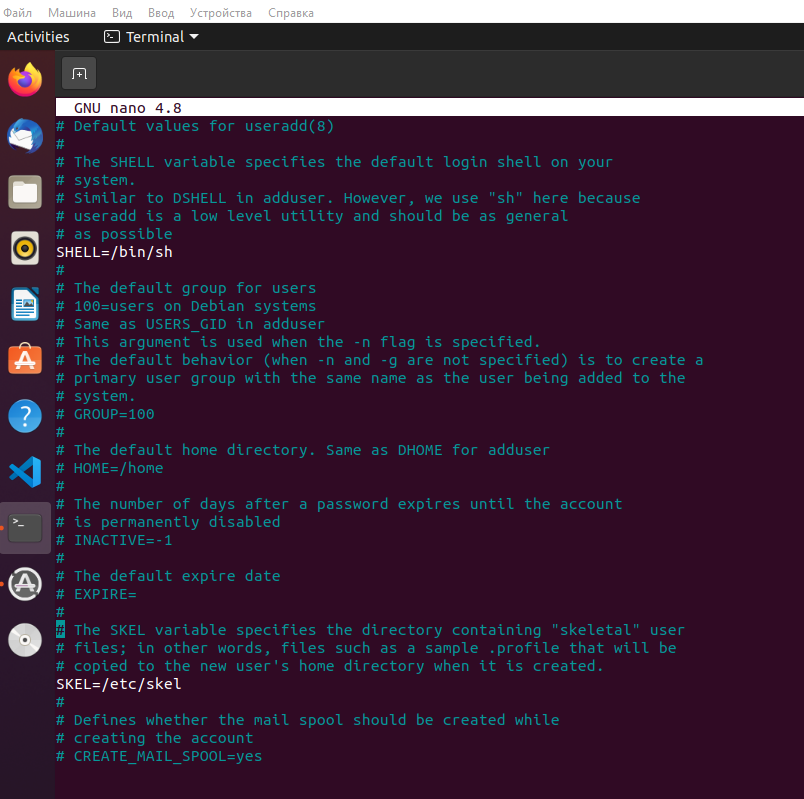 Файл Машина Вид Ввод Устройства Справка
Activities Terminal
GNU nano 4.8
# Default values for useradd(8)
#
# The SHELL variable specifies the default login shell on your
# system.
# Similar to DSHELL in adduser. However, we use "sh" here because
# useradd is a low level utility and should be as general
# as possible
SHELL=/bin/sh
#
# The default group for users
# 100=users on Debian systems
# Same as USERS_GID in adduser
# This argument is used when the -n flag is specified.
# The default behavior (when -n and -g are not specified) is to create a
# primary user group with the same name as the user being added to the
# system.
# GROUP=100
#
# The default home directory. Same as DHOME for adduser
# HOME=/home
#
# The number of days after a password expires until the account
# is permanently disabled
# INACTIVE=-1
#
# The default expire date
# EXPIRE=
#
# The SKEL variable specifies the directory containing "skeletal" user
# files; in other words, files such as a sample .profile that will be
# copied to the new user's home directory when it is created.
SKEL=/etc/skel
#
# Defines whether the mail spool should be created while
# creating the account
# CREATE_MAIL_SPOOL=yes